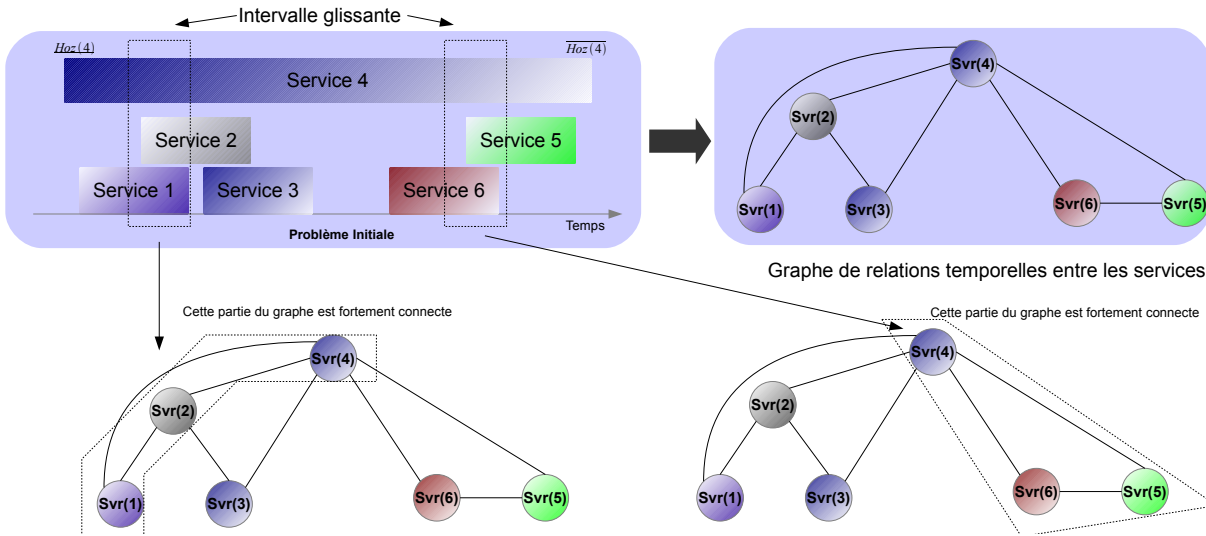 Intervalle glissante
Hoz(4)
Hoz(4)
Service 4
Service 2
Service 5
Service 1
Service 3
Service 6
Temps
Problème Initiale
Svr(4)
Svr(2)
Svr(1)
Svr(3)
Svr(6)
Svr(5)
Graphe de relations temporelles entre les services
Cette partie du graphe est fortement connecte
Svr(4)
Svr(2)
Svr(1)
Svr(3)
Svr(6)
Svr(5)
Cette partie du graphe est fortement connecte
Svr(4)
Svr(2)
Svr(1)
Svr(3)
Svr(6)
Svr(5)